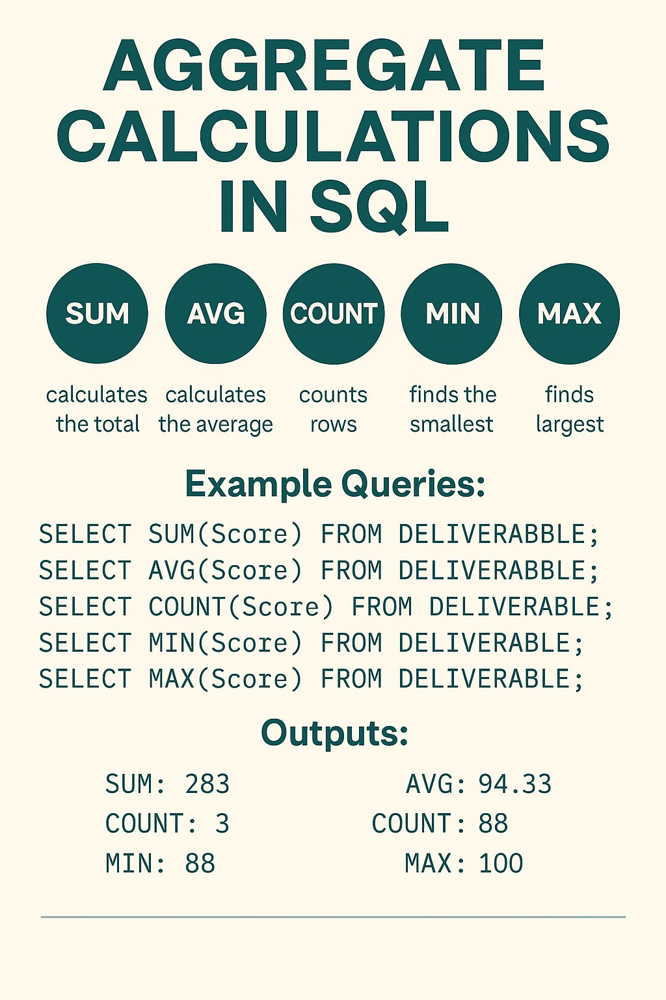 AGGREGATE
CALCULATIONS
IN SQL
SUM AVG COUNT MIN MAX
calculates calculates counts finds the finds
the total the average rows smallest largest
Example Queries:
SELECT SUM(Score) FROM DELIVERABBLE;
SELECT AVG(Score) FROM DELIVERABBLE;
SELECT COUNT(Score) FROM DELIVERABLE;
SELECT MIN(Score) FROM DELIVERABLE;
SELECT MAX(Score) FROM DELIVERABLE;
Outputs:
SUM: 283 AVG: 94.33
COUNT: 3 COUNT: 88
MIN: 88 MAX: 100